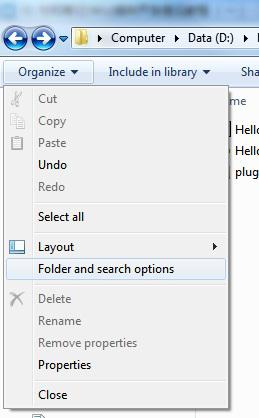 Computer Data (D:)
Organize Include in library Sha
Cut
Copy
Paste
Undo
Redo
Select all
Layout
Folder and search options
Delete
Rename
Remove properties
Properties
Close
me
Hello
Hello
plug